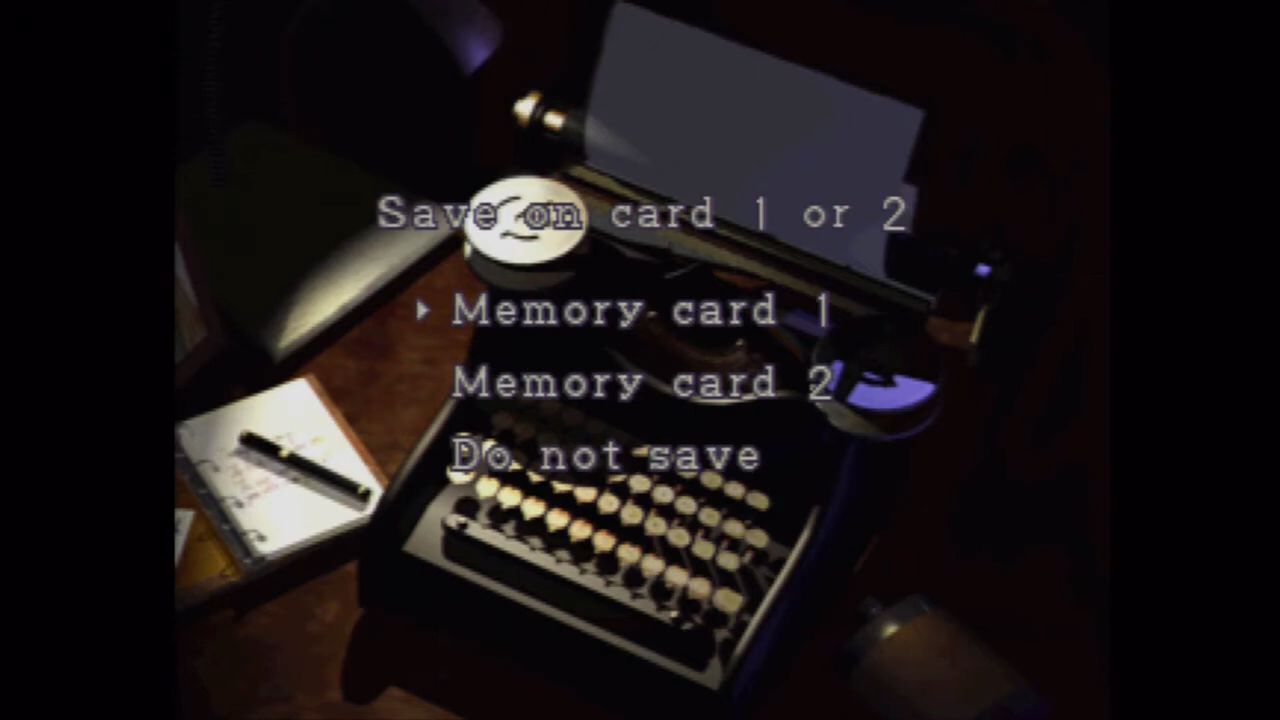 Save on card 1 or 2
Memory card 1
Memory card 2
Do not save